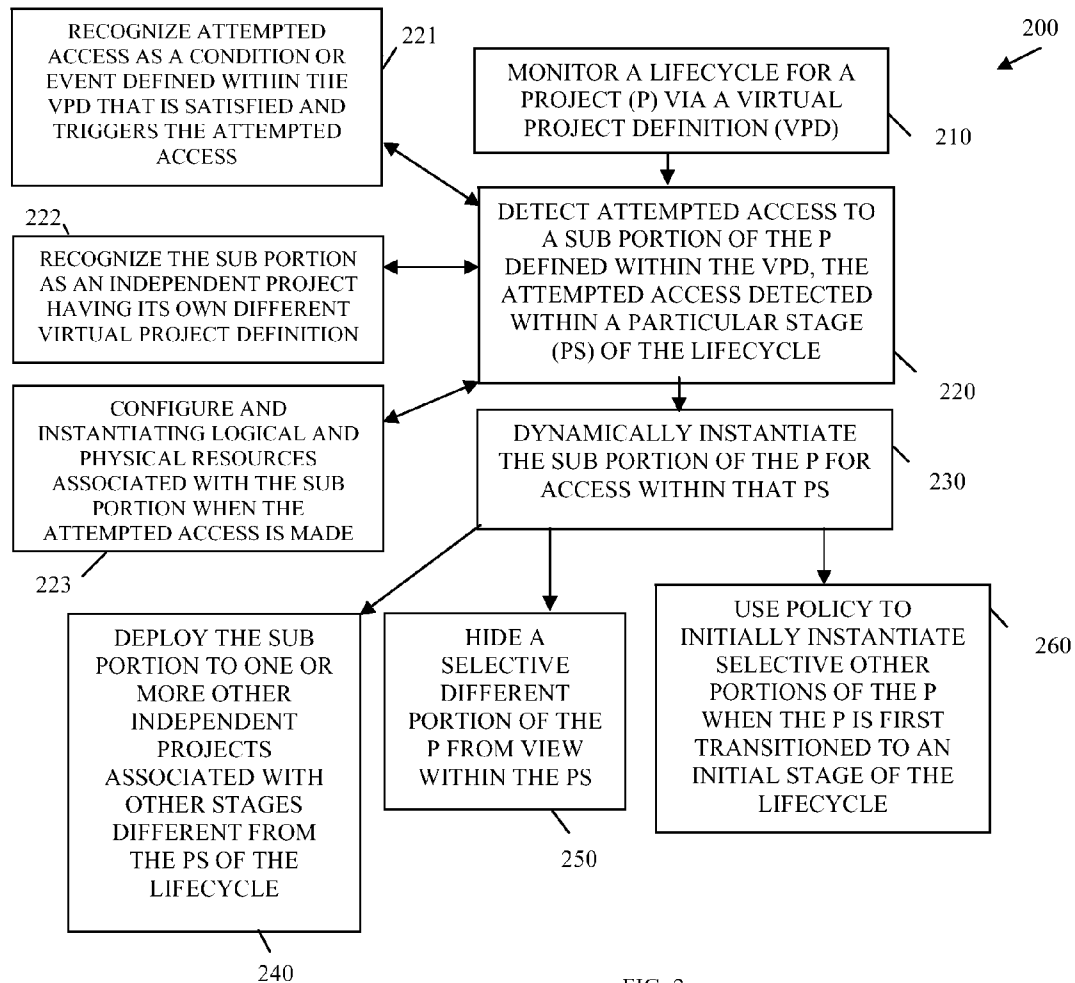 200
RECOGNIZE ATTEMPTED
ACCESS AS A CONDITION OR
EVENT DEFINED WITHIN THE
VPD THAT IS SATISFIED AND
TRIGGERS THE ATTEMPTED
ACCESS
221
MONITOR A LIFECYCLE FOR A
PROJECT (P) VIA A VIRTUAL
PROJECT DEFINITION (VPD)
210
222
RECOGNIZE THE SUB PORTION
AS AN INDEPENDENT PROJECT
HAVING ITS OWN DIFFERENT
VIRTUAL PROJECT DEFINITION
DETECT ATTEMPTED ACCESS TO
A SUB PORTION OF THE P
DEFINED WITHIN THE VPD, THE
ATTEMPTED ACCESS DETECTED
WITHIN A PARTICULAR STAGE
(PS) OF THE LIFECYCLE
220
CONFIGURE AND
INSTANTIATING LOGICAL AND
PHYSICAL RESOURCES
ASSOCIATED WITH THE SUB
PORTION WHEN THE
ATTEMPTED ACCESS IS MADE
223
DYNAMICALLY INSTANTIATE
THE SUB PORTION OF THE P FOR
ACCESS WITHIN THAT PS
230
DEPLOY THE SUB
PORTION TO ONE OR
MORE OTHER
INDEPENDENT
PROJECTS
ASSOCIATED WITH
OTHER STAGES
DIFFERENT FROM
THE PS OF THE
LIFECYCLE
240
HIDE A
SELECTIVE
DIFFERENT
PORTION OF THE
P FROM VIEW
WITHIN THE PS
250
USE POLICY TO
INITIALLY INSTANTIATE
SELECTIVE OTHER
PORTIONS OF THE P
WHEN THE P IS FIRST
TRANSITIONED TO AN
INITIAL STAGE OF THE
LIFECYCLE
260
FIG. 2